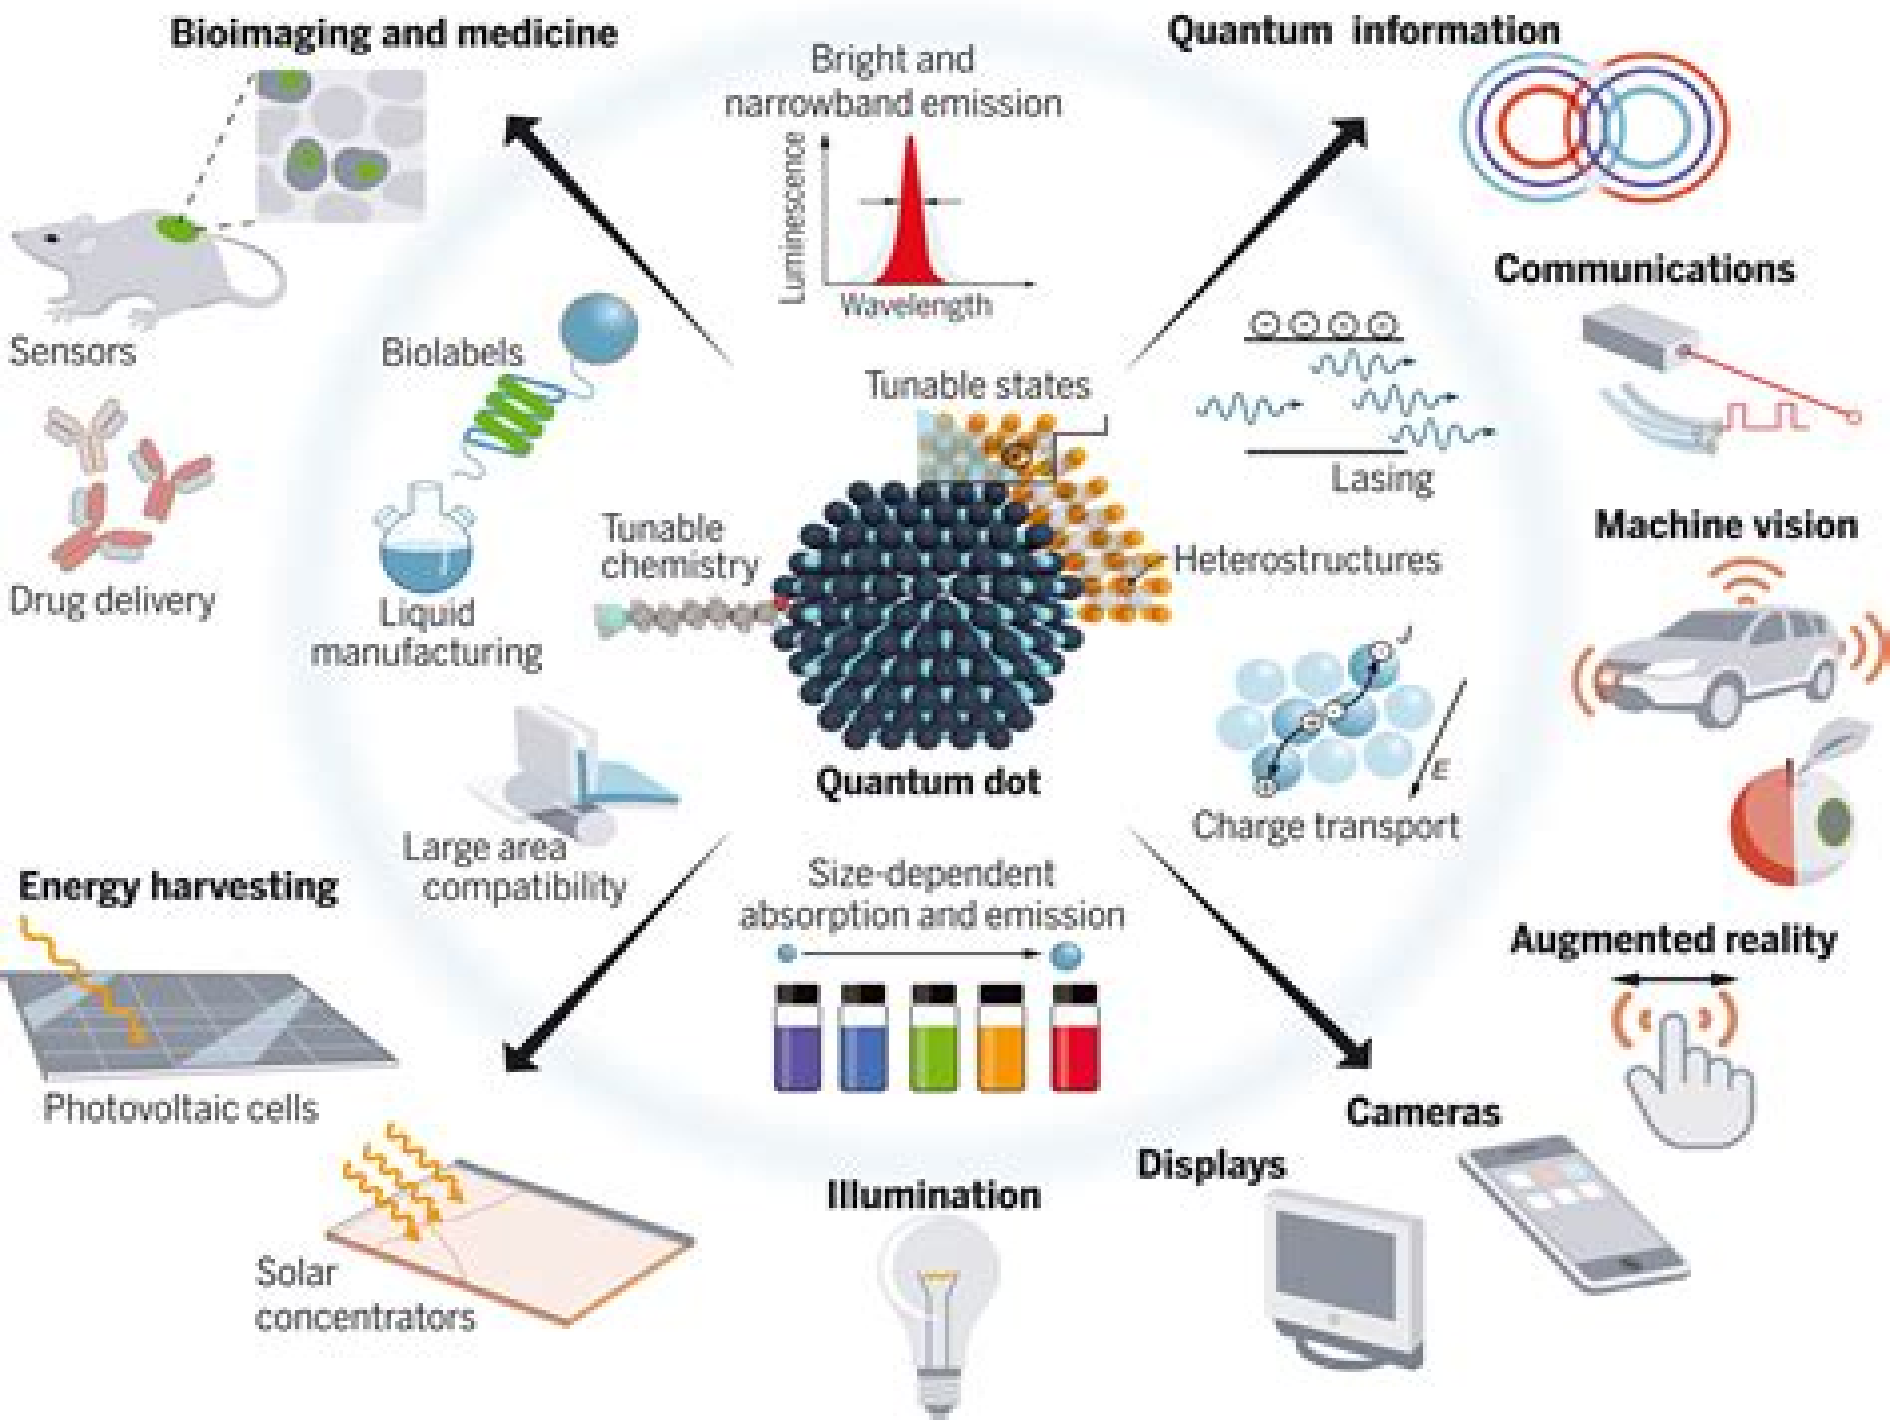 Bioimaging and medicine
Sensors
Drug delivery
Biolabels
Liquid
manufacturing
Large area
compatibility
Bright and
narrowband emission
Luminescence
Wavelength
Tunable states
Tunable
chemistry
Heterostructures
Quantum dot
Size-dependent
absorption and emission
Lasing
J
E
Charge transport
Quantum information
Communications
Machine vision
Augmented reality
Cameras
Displays
Illumination
Energy harvesting
Photovoltaic cells
Solar
concentrators